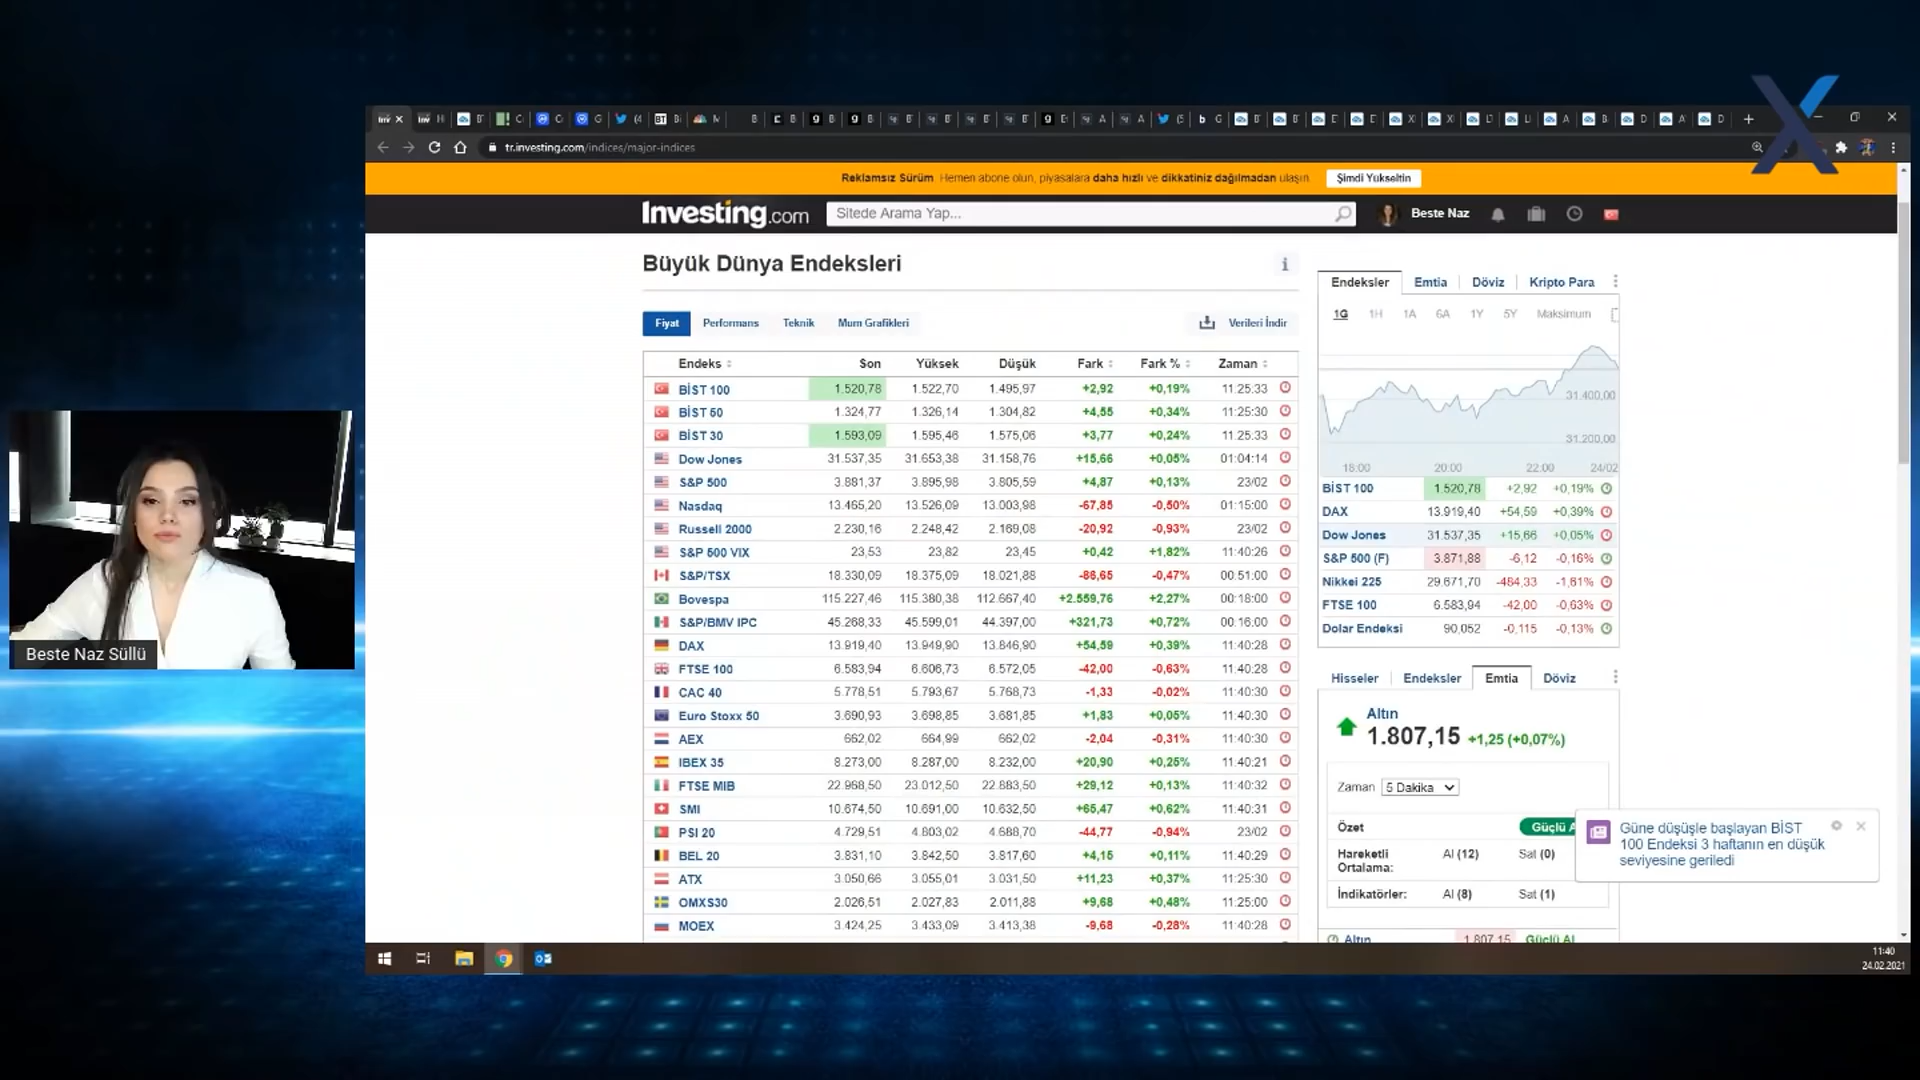 tr.investing.com/indices/major-indices
Reklamsız Sürüm. Hemen abone olun, piyasalara daha hızlı ve dikkatiniz dağılmadan ulaşın. Şimdi Yükseltin
Investing.com Sitede Arama Yap... Beste Naz
Büyük Dünya Endeksleri
Fiyat Performans Teknik Mum Grafikleri Verileri İndir
Endeks Son Yüksek Düşük Fark Fark % Zaman
BİST 100 1.520,78 1.522,70 1.495,97 +2,92 +0,19% 11:25:33
BİST 50 1.324,77 1.326,14 1.304,82 +4,55 +0,34% 11:25:30
BİST 30 1.593,09 1.595,46 1.575,06 +3,77 +0,24% 11:25:33
Dow Jones 31.537,35 31.653,38 31.158,76 +15,66 +0,05% 01:04:14
S&P 500 3.881,37 3.895,98 3.805,59 +4,87 +0,13% 23/02
Nasdaq 13.465,20 13.526,09 13.003,98 -67,85 -0,50% 01:15:00
Russell 2000 2.230,16 2.248,42 2.169,08 -20,92 -0,93% 23/02
S&P 500 VIX 23,53 23,82 23,45 +0,42 +1,82% 11:40:26
S&P/TSX 18.330,09 18.375,09 18.021,88 -86,65 -0,47% 00:51:00
Bovespa 115.227,46 115.380,38 112.667,40 +2.559,76 +2,27% 00:18:00
S&P/BMV IPC 45.268,33 45.599,01 44.397,00 +321,73 +0,72% 00:16:00
DAX 13.919,40 13.949,90 13.846,90 +54,59 +0,39% 11:40:28
FTSE 100 6.583,94 6.606,73 6.572,05 -42,00 -0,63% 11:40:28
CAC 40 5.778,51 5.793,67 5.768,73 -1,33 -0,02% 11:40:30
Euro Stoxx 50 3.690,93 3.698,85 3.681,85 +1,83 +0,05% 11:40:30
AEX 662,02 664,99 662,02 -2,04 -0,31% 11:40:30
IBEX 35 8.273,00 8.287,00 8.232,00 +20,90 +0,25% 11:40:21
FTSE MIB 22.968,50 23.012,50 22.883,50 +29,12 +0,13% 11:40:32
SMI 10.674,50 10.691,00 10.632,50 +65,47 +0,62% 11:40:31
PSI 20 4.729,51 4.803,02 4.688,70 -44,77 -0,94% 23/02
BEL 20 3.831,10 3.842,50 3.817,60 +4,15 +0,11% 11:40:29
ATX 3.050,66 3.055,01 3.031,50 +11,23 +0,37% 11:25:30
OMXS30 2.026,51 2.027,83 2.011,88 +9,68 +0,48% 11:25:00
MOEX 3.424,25 3.433,09 3.413,38 -9,68 -0,28% 11:40:28
Endeksler Emtia Döviz Kripto Para
1G 1H 1A 6A 1Y 5Y Maksimum
31.400,00
31.200,00
18:00 20:00 22:00 24/02
BİST 100 1.520,78 +2,92 +0,19%
DAX 13.919,40 +54,59 +0,39%
Dow Jones 31.537,35 +15,66 +0,05%
S&P 500 (F) 3.871,88 -6,12 -0,16%
Nikkei 225 29.671,70 -484,33 -1,61%
FTSE 100 6.583,94 -42,00 -0,63%
Dolar Endeksi 90,052 -0,115 -0,13%
Hisseler Endeksler Emtia Döviz
Altın
1.807,15 +1,25 (+0,07%)
Zaman 5 Dakika
Özet Güçlü A
Hareketli Al (12) Sat (0)
Ortalama:
İndikatörler: Al (8) Sat (1)
Altın 1.807,15 Güçlü Al
Güne düşüşle başlayan BİST
100 Endeksi 3 haftanın en düşük
seviyesine geriledi
Beste Naz Süllü
11:40
24.02.2021